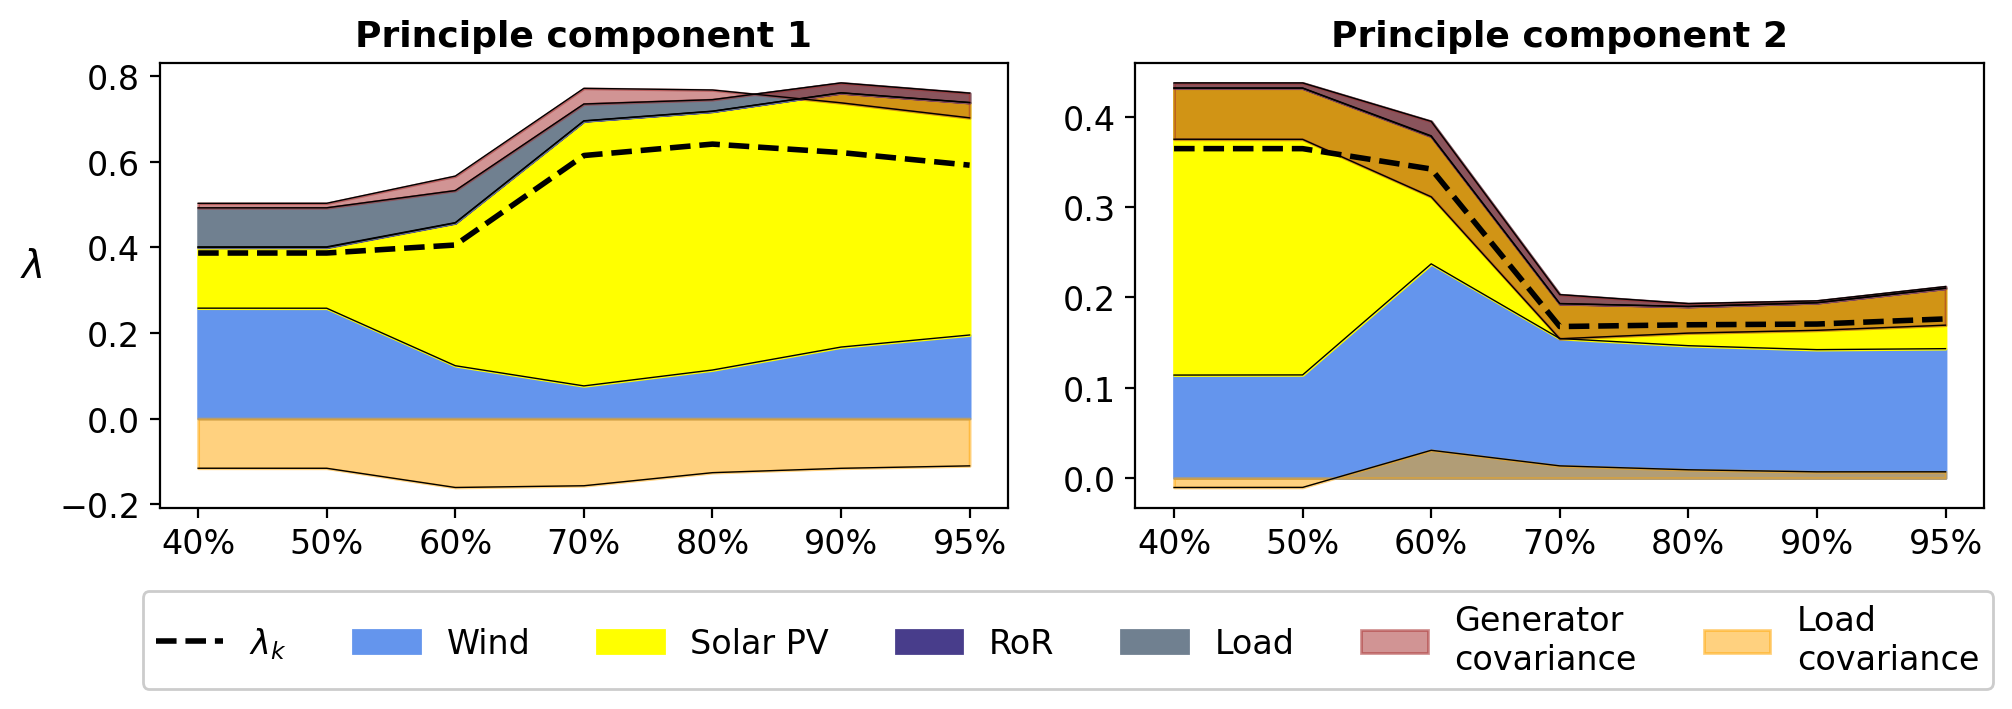 Principle component 1
Principle component 2
λ
0.8
0.6
0.4
0.2
0.0
−0.2
40% 50% 60% 70% 80% 90% 95%
0.4
0.3
0.2
0.1
0.0
40% 50% 60% 70% 80% 90% 95%
λk
Wind
Solar PV
RoR
Load
Generator
covariance
Load
covariance